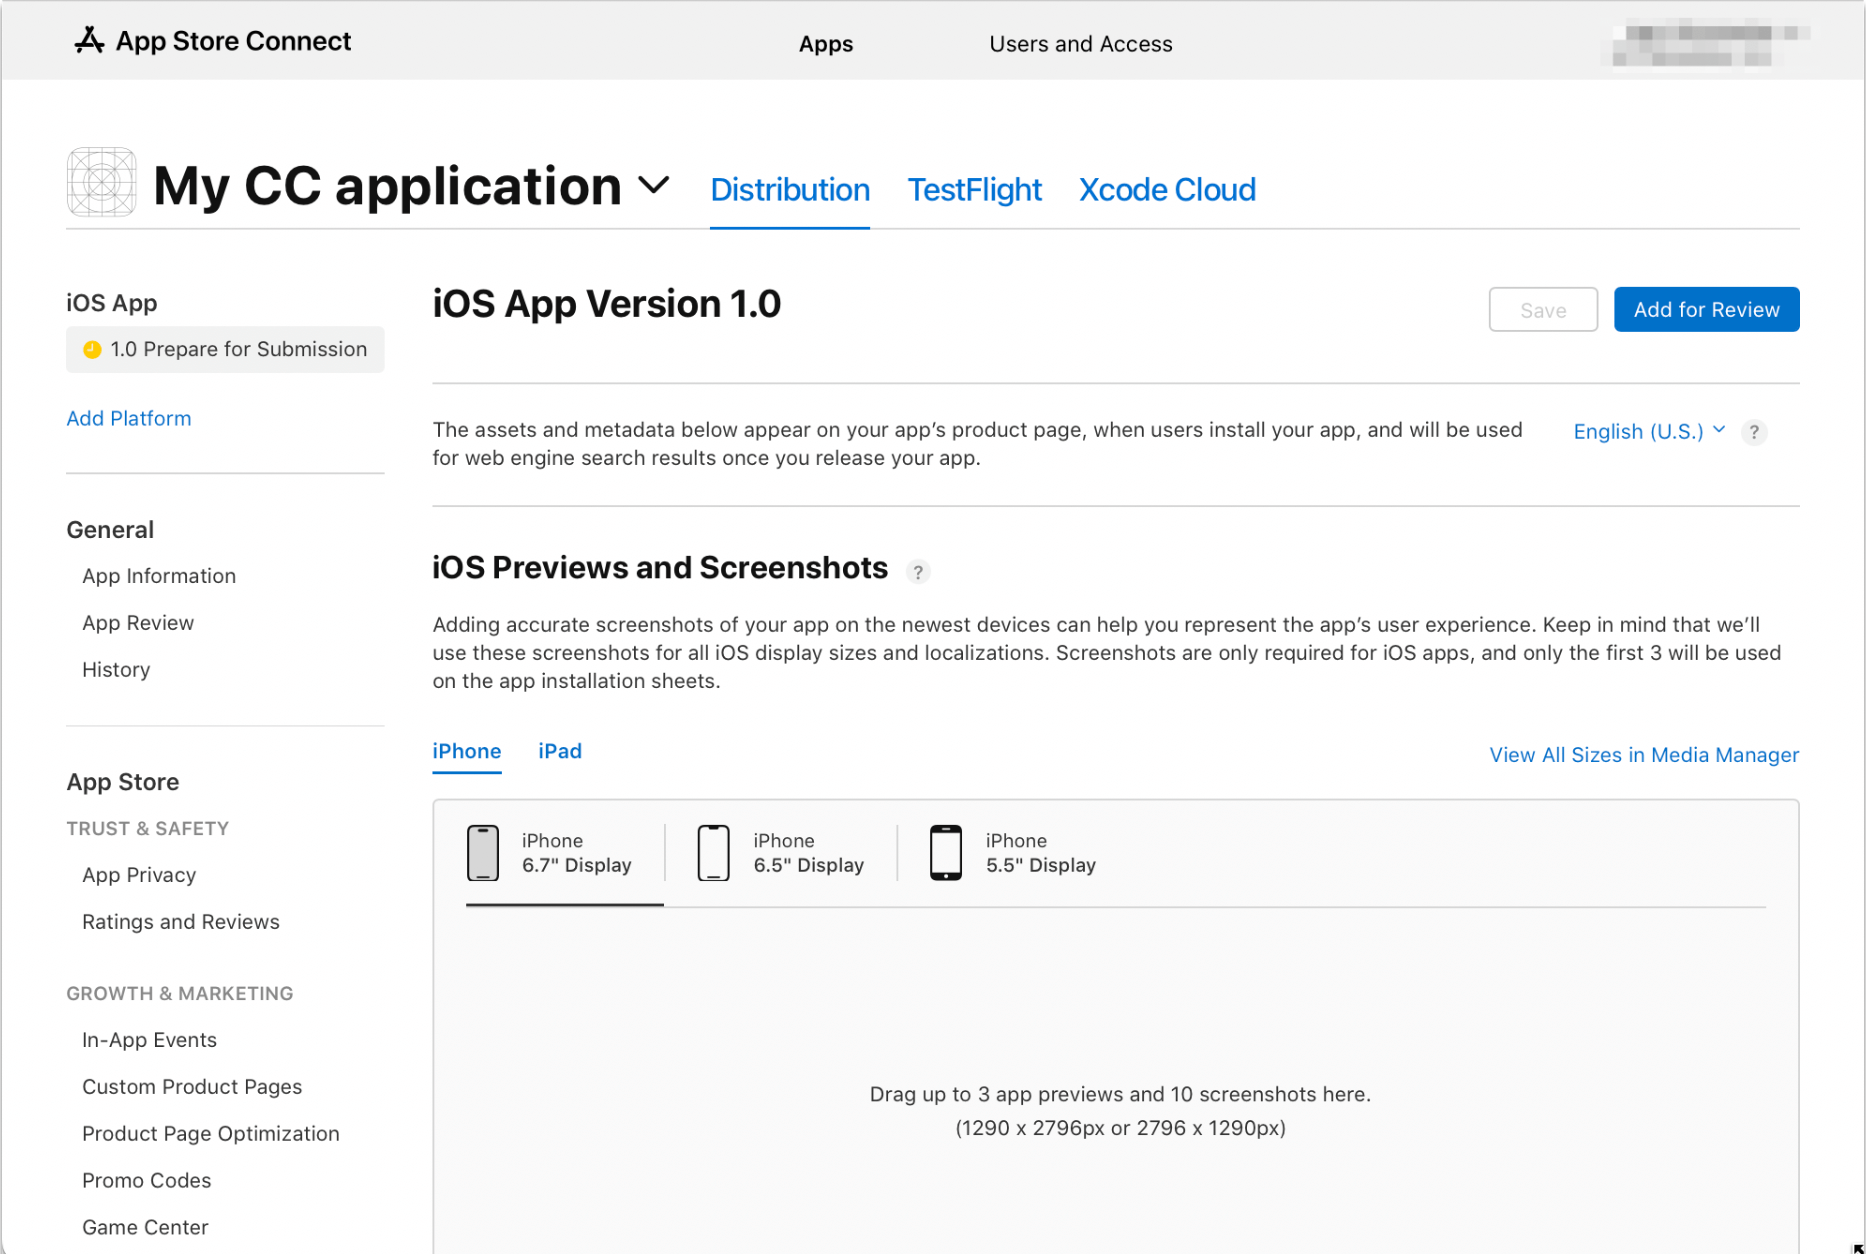 App Store Connect
Apps
Users and Access
My CC application
Distribution
TestFlight
Xcode Cloud
iOS App
1.0 Prepare for Submission
Add Platform
General
App Information
App Review
History
App Store
TRUST & SAFETY
App Privacy
Ratings and Reviews
GROWTH & MARKETING
In-App Events
Custom Product Pages
Product Page Optimization
Promo Codes
Game Center
iOS App Version 1.0
Save
Add for Review
The assets and metadata below appear on your app’s product page, when users install your app, and will be used
for web engine search results once you release your app.
English (U.S.)
?
iOS Previews and Screenshots
?
Adding accurate screenshots of your app on the newest devices can help you represent the app’s user experience. Keep in mind that we’ll
use these screenshots for all iOS display sizes and localizations. Screenshots are only required for iOS apps, and only the first 3 will be used
on the app installation sheets.
iPhone
iPad
View All Sizes in Media Manager
iPhone
6.7" Display
iPhone
6.5" Display
iPhone
5.5" Display
Drag up to 3 app previews and 10 screenshots here.
(1290 x 2796px or 2796 x 1290px)